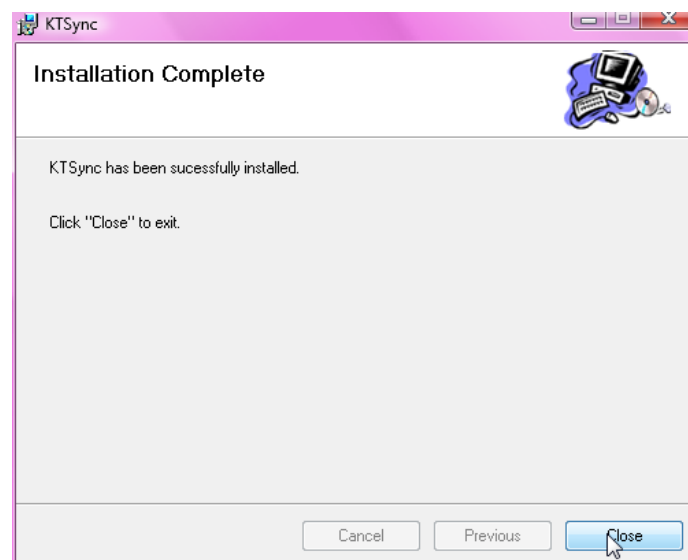 KTSync
Installation Complete
KTSync has been sucessfully installed.
Click "Close" to exit.
Cancel
Previous
Close